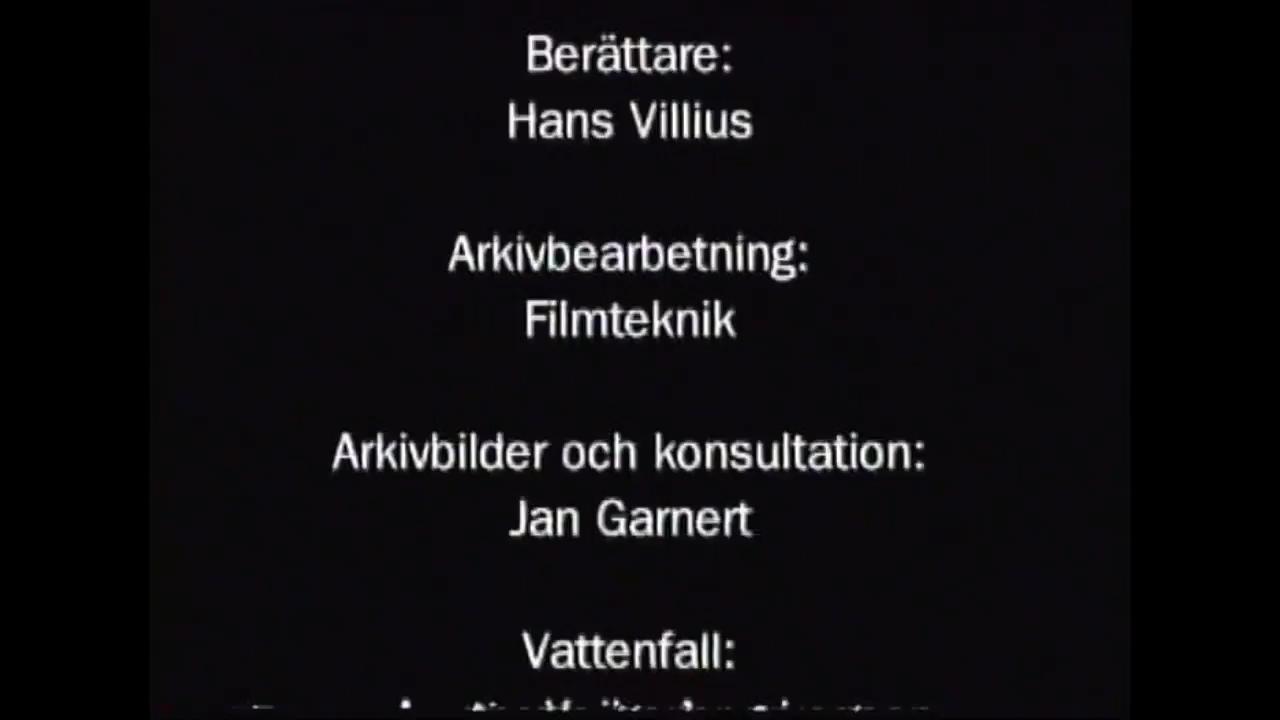 Berättare:
Hans Villius
Arkivbearbetning:
Filmteknik
Arkivbilder och konsultation:
Jan Garnert
Vattenfall: